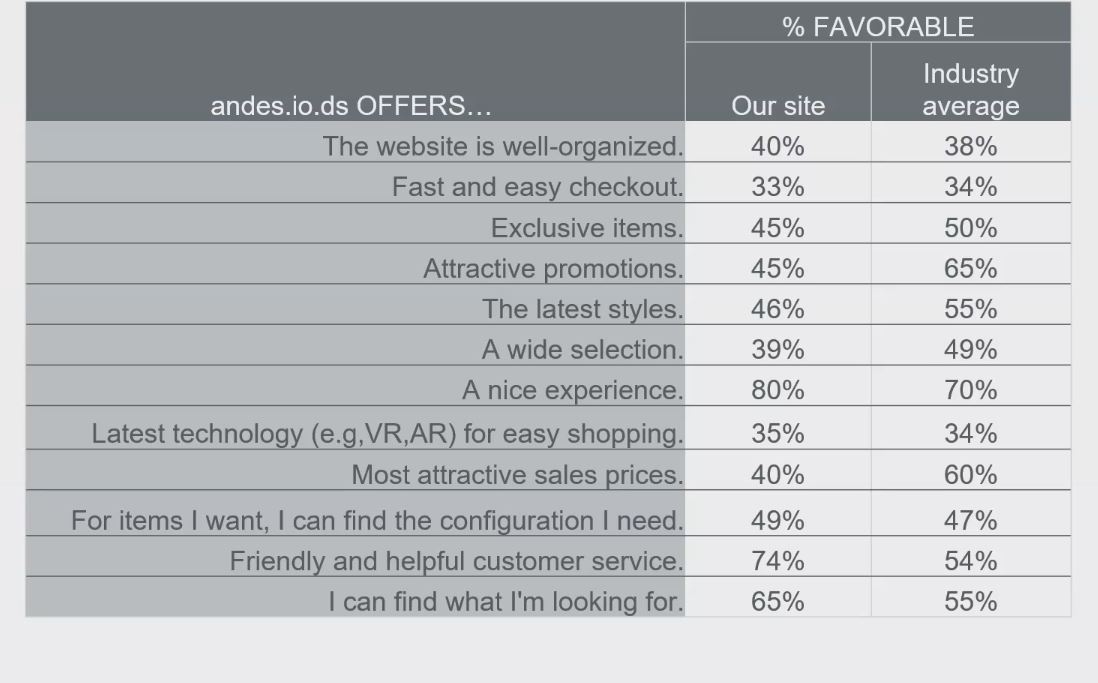 % FAVORABLE
andes.io.ds OFFERS… Our site Industry average
The website is well-organized. 40% 38%
Fast and easy checkout. 33% 34%
Exclusive items. 45% 50%
Attractive promotions. 45% 65%
The latest styles. 46% 55%
A wide selection. 39% 49%
A nice experience. 80% 70%
Latest technology (e.g,VR,AR) for easy shopping. 35% 34%
Most attractive sales prices. 40% 60%
For items I want, I can find the configuration I need. 49% 47%
Friendly and helpful customer service. 74% 54%
I can find what I'm looking for. 65% 55%